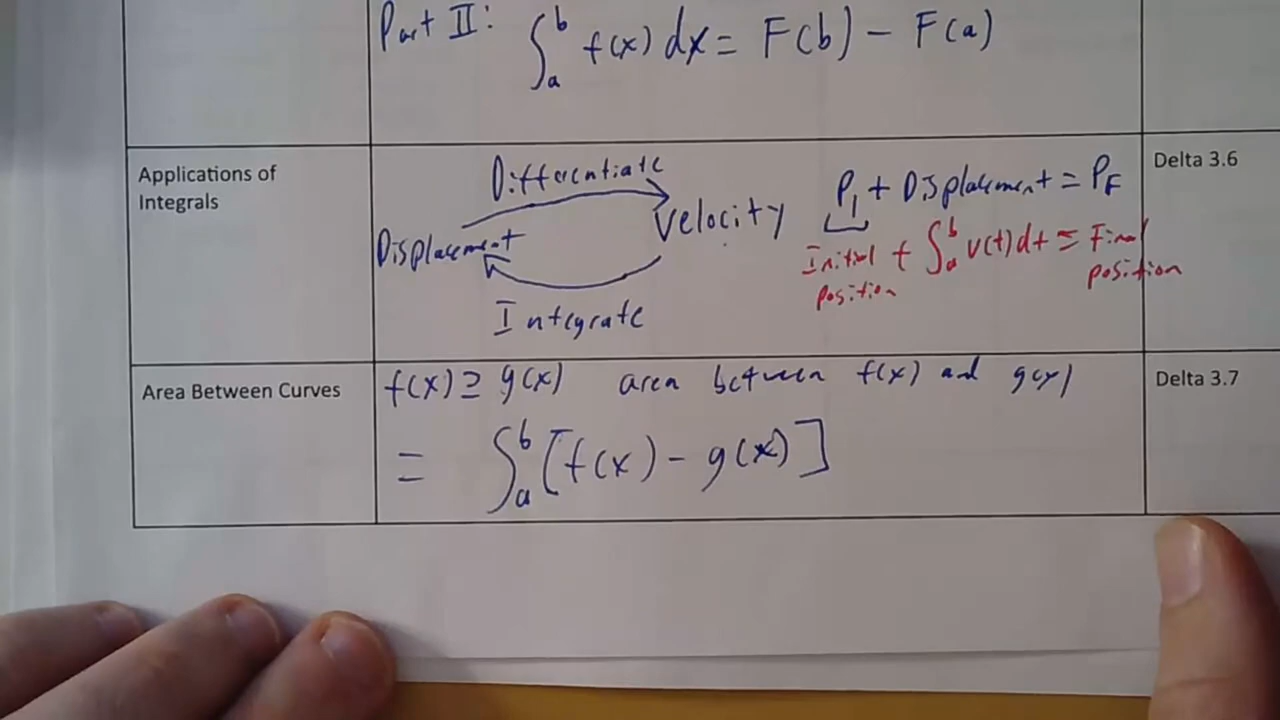 Part II: ∫_a^b f(x) dx = F(b) - F(a)
Applications of
Integrals
Differentiate
Displacement
Velocity
Integrate
P_I + Displacement = P_F
Initial position + ∫_a^b v(t)dt = Final position
Delta 3.6
Area Between Curves
f(x) ≥ g(x) area between f(x) and g(x)
= ∫_a^b [f(x) - g(x)]
Delta 3.7